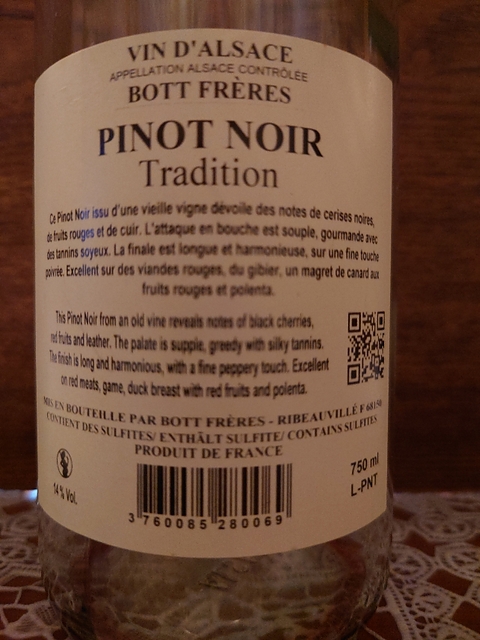 VIN D'ALSACE
APPELLATION ALSACE CONTRÔLÉE
BOTT FRÈRES
PINOT NOIR
Tradition
Ce Pinot Noir issu d'une vieille vigne dévoile des notes de cerises noires,
de fruits rouges et de cuir. L'attaque en bouche est souple, gourmande avec
des tannins soyeux. La finale est longue et harmonieuse, sur une fine touche
poivrée. Excellent sur des viandes rouges, du gibier, un magret de canard aux
fruits rouges et polenta.
This Pinot Noir from an old vine reveals notes of black cherries,
red fruits and leather. The palate is supple, greedy with silky tannins.
The finish is long and harmonious, with a fine peppery touch. Excellent
on red meats, game, duck breast with red fruits and polenta.
MIS EN BOUTEILLE PAR BOTT FRÈRES - RIBEAUVILLÉ F 68150
CONTIENT DES SULFITES/ ENTHÄLT SULFITE/ CONTAINS SULFITES
PRODUIT DE FRANCE
14 % Vol.
750 ml
L-PNT
3 760085 280069